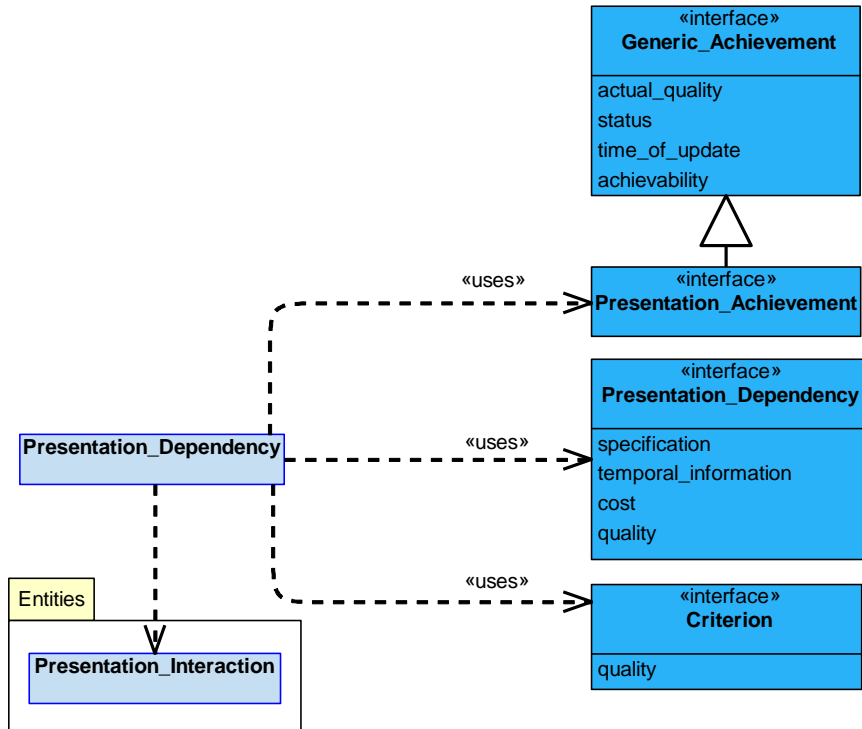 «interface»
Generic_Achievement
actual_quality
status
time_of_update
achievability
«uses»
«interface»
Presentation_Achievement
«interface»
Presentation_Dependency
specification
temporal_information
cost
quality
Presentation_Dependency
«uses»
«uses»
«interface»
Criterion
quality
Entities
Presentation_Interaction